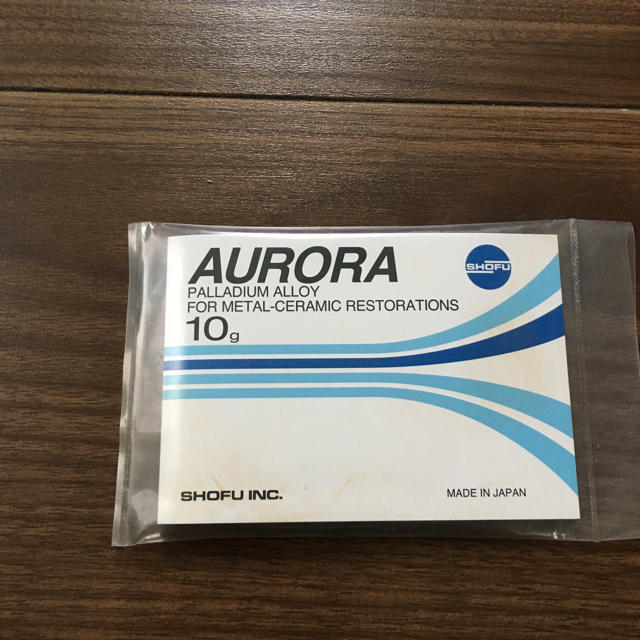 AURORA
SHOFU
PALLADIUM ALLOY
FOR METAL-CERAMIC RESTORATIONS
10g
SHOFU INC.
MADE IN JAPAN